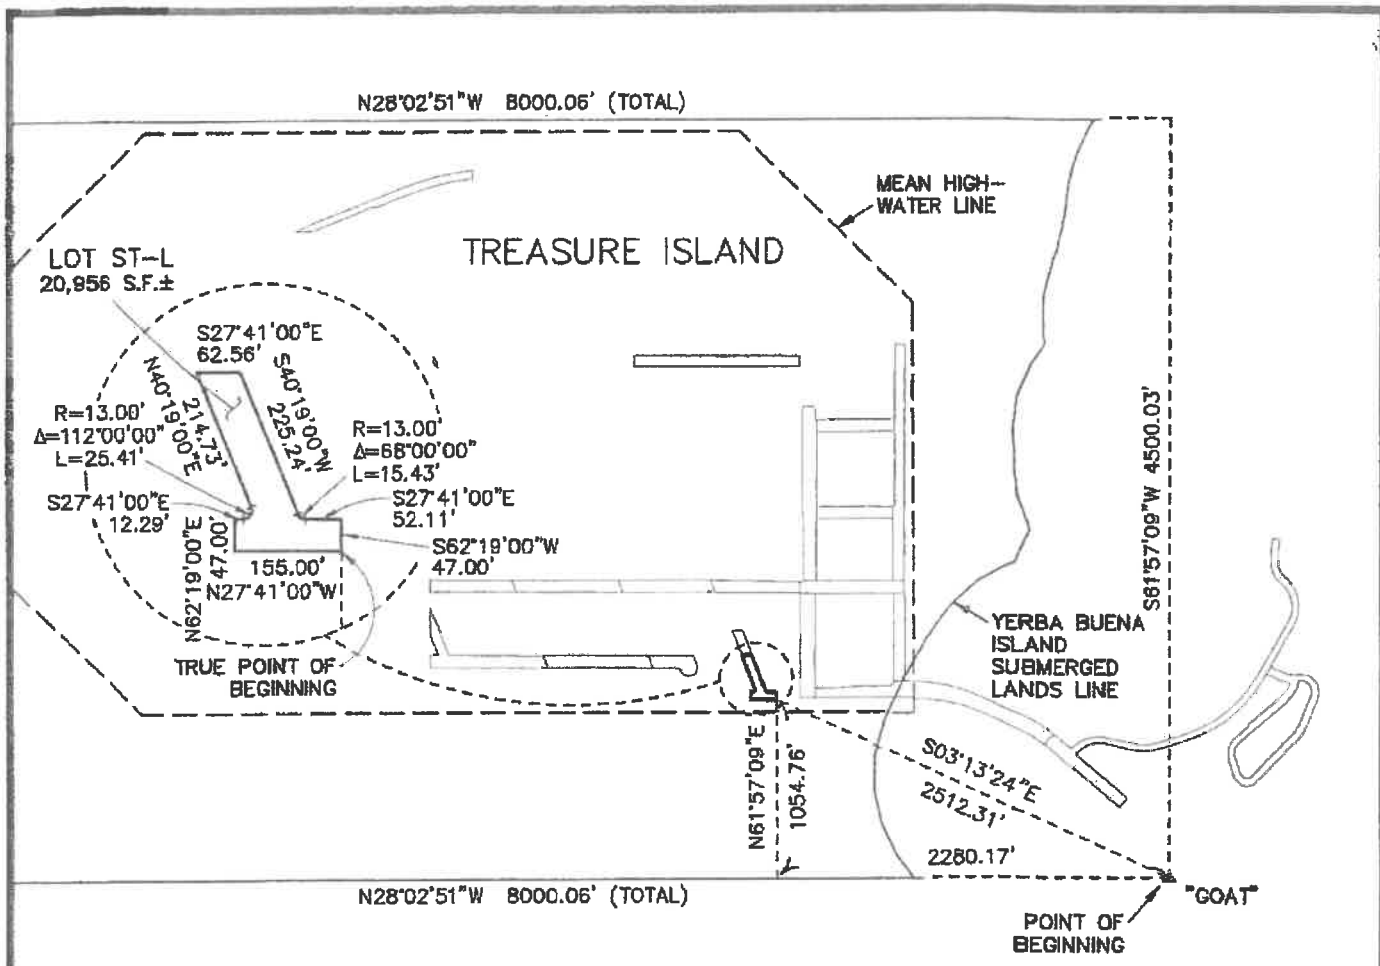 N28°02'51"W 8000.06' (TOTAL)
MEAN HIGH-
WATER LINE
TREASURE ISLAND
LOT ST-L
20,956 S.F.±
S27°41'00"E
62.56'
N40°19'00"E
214.73'
S40°19'00"W
225.24'
R=13.00'
Δ=112°00'00"
L=25.41'
R=13.00'
Δ=68°00'00"
L=15.43'
S27°41'00"E
12.29'
S27°41'00"E
52.11'
N62°19'00"E
47.00'
S62°19'00"W
47.00'
155.00'
N27°41'00"W
TRUE POINT OF
BEGINNING
S61°57'09"W 4500.03'
YERBA BUENA
ISLAND
SUBMERGED
LANDS LINE
N61°57'09"E
1054.76'
S03°13'24"E
2512.31'
2280.17'
N28°02'51"W 8000.06' (TOTAL)
"GOAT"
POINT OF
BEGINNING